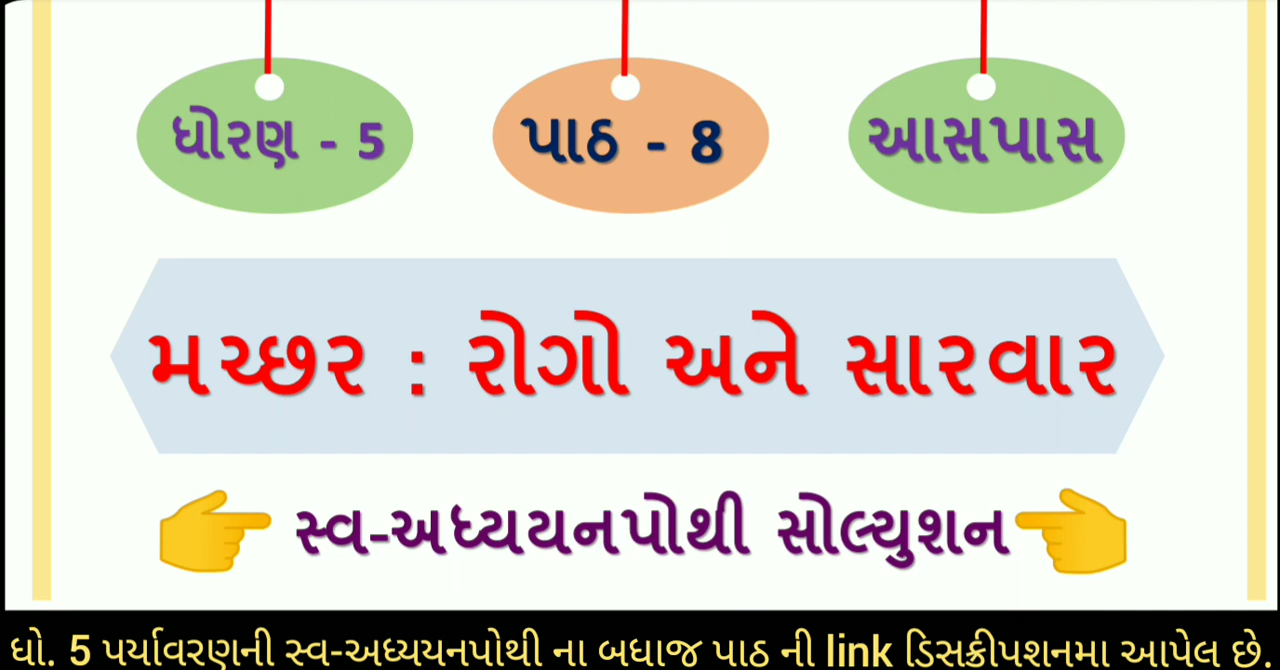 ધોરણ - 5
પાઠ - 8
આસપાસ
મચ્છર : રોગો અને સારવાર
સ્વ-અધ્યયનપોથી સોલ્યુશન
ધો. 5 પર્યાવરણની સ્વ-અધ્યયનપોથી ના બધાજ પાઠ ની link ડિસક્રીપશનમા આપેલ છે.